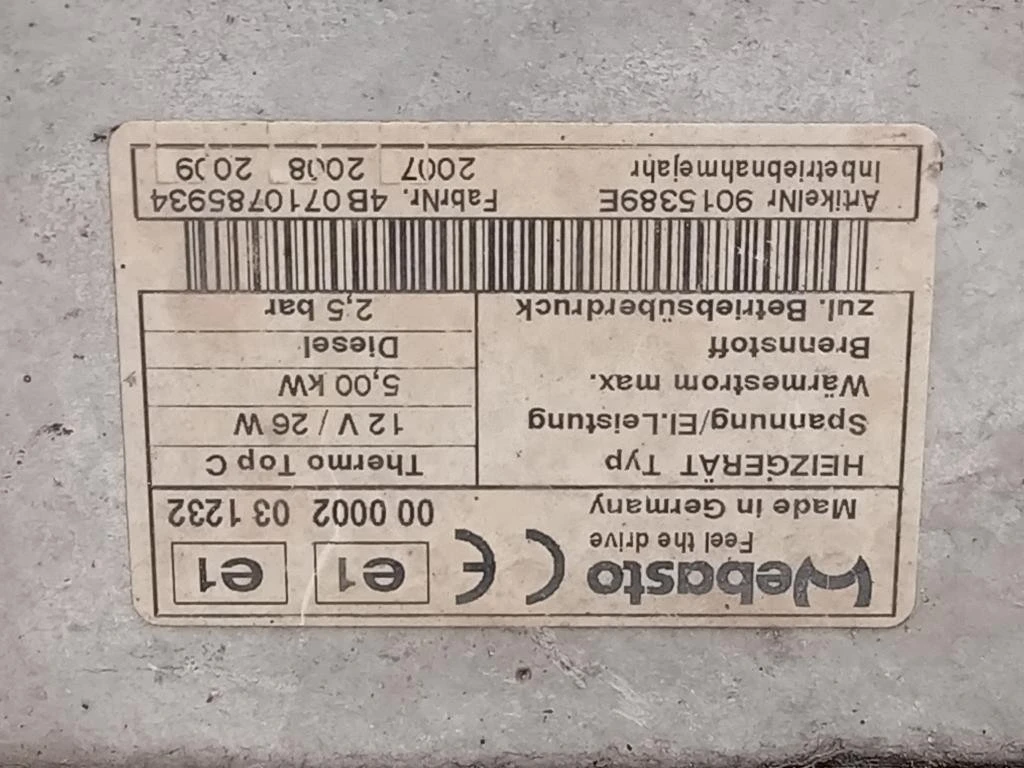 Webasto
Feel the drive
Made in Germany
CE
e1 e1
00 0002 03 1232
HEIZGERÄT Typ Thermo Top C
Spannung/El.Leistung 12 V / 26 W
Wärmestrom max. 5,00 kW
Brennstoff Diesel
zul. Betriebsüberdruck 2,5 bar
ArtikelNr 9015389E FabrNr. 4B0710785934
Inbetriebnahmejahr 2007 2008 2009